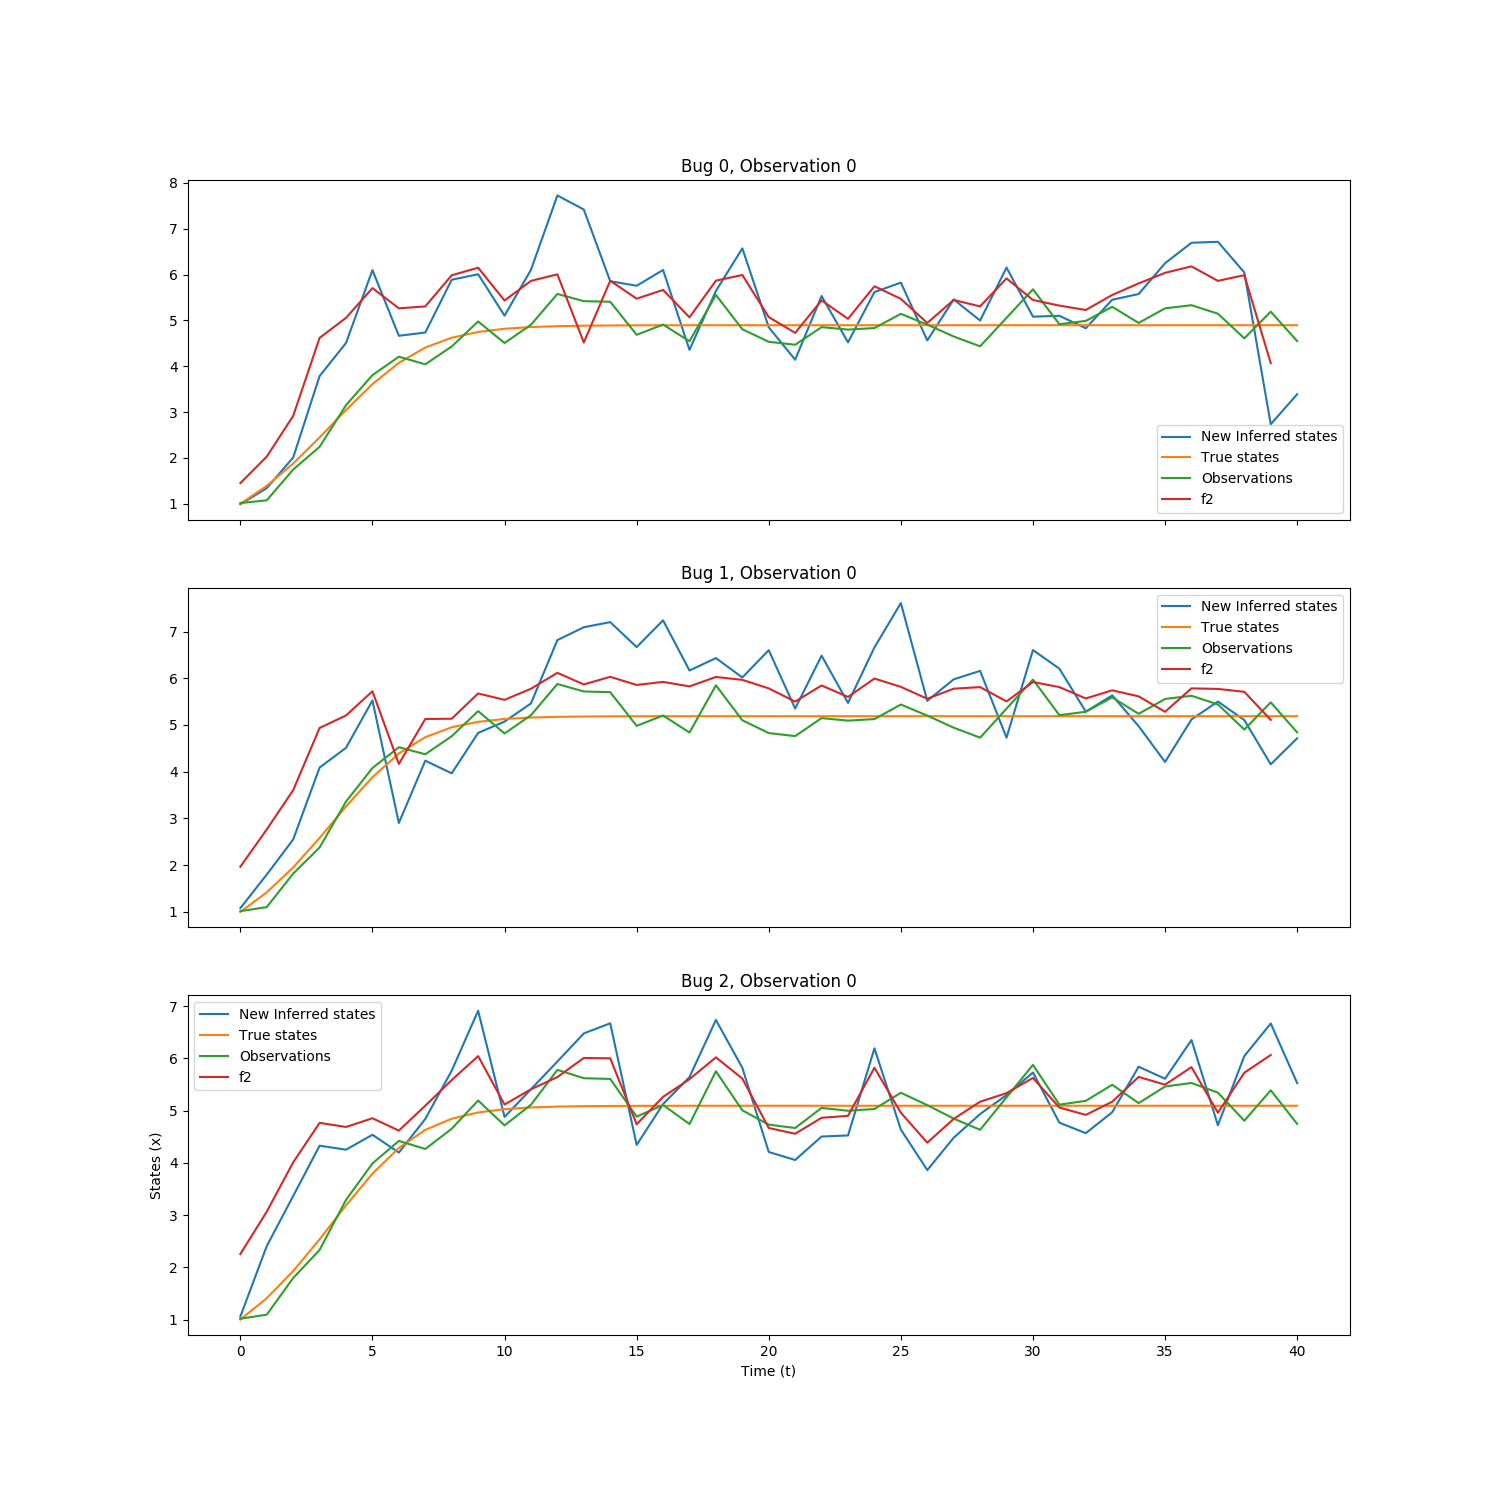 Bug 0, Observation 0
8
7
6
5
4
3
2
1
New Inferred states
True states
Observations
f2
Bug 1, Observation 0
7
6
5
4
3
2
1
New Inferred states
True states
Observations
f2
Bug 2, Observation 0
7
6
5
4
3
2
1
States (x)
New Inferred states
True states
Observations
f2
0 5 10 15 20 25 30 35 40
Time (t)